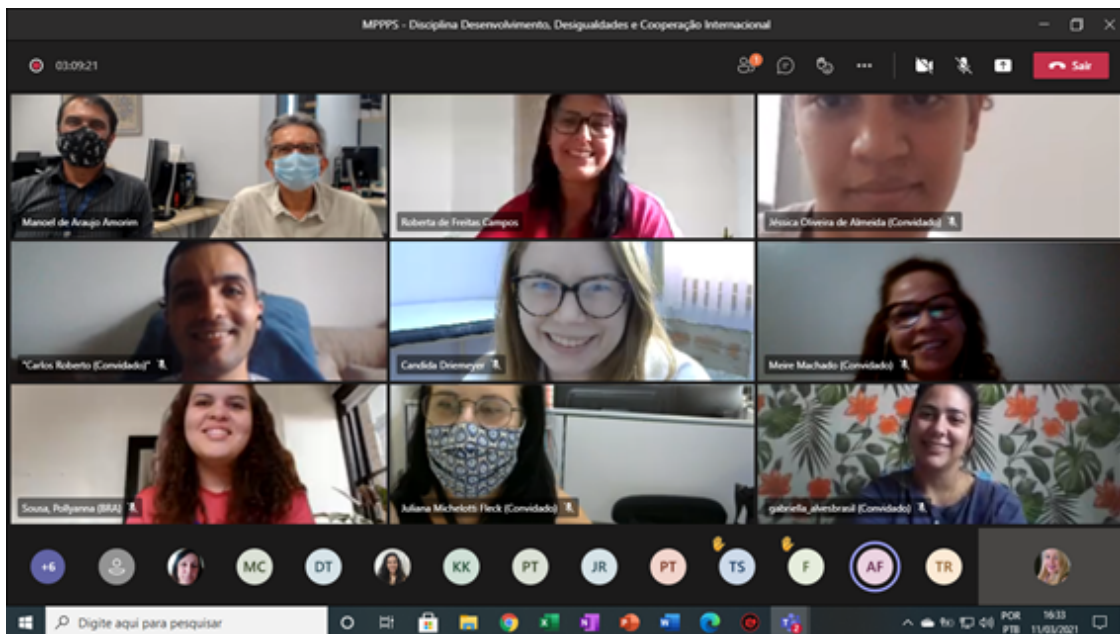 MPPPS - Disciplina Desenvolvimento, Desigualdades e Cooperação Internacional
03:09:21
1
Sair
Manoel de Araujo Amorim
Roberta de Freitas Campos
Jéssica Oliveira de Almeida (Convidado)
"Carlos Roberto (Convidado)"
Candida Driemeyer
Meire Machado (Convidado)
Sousa, Pollyanna (BRA)
Juliana Michelotti Fleck (Convidado)
gabriella_alvesbrasil (Convidado)
+6
MC
DT
KK
PT
JR
PT
TS
F
AF
TR
Digite aqui para pesquisar
POR
PTB
16:33
11/03/2021